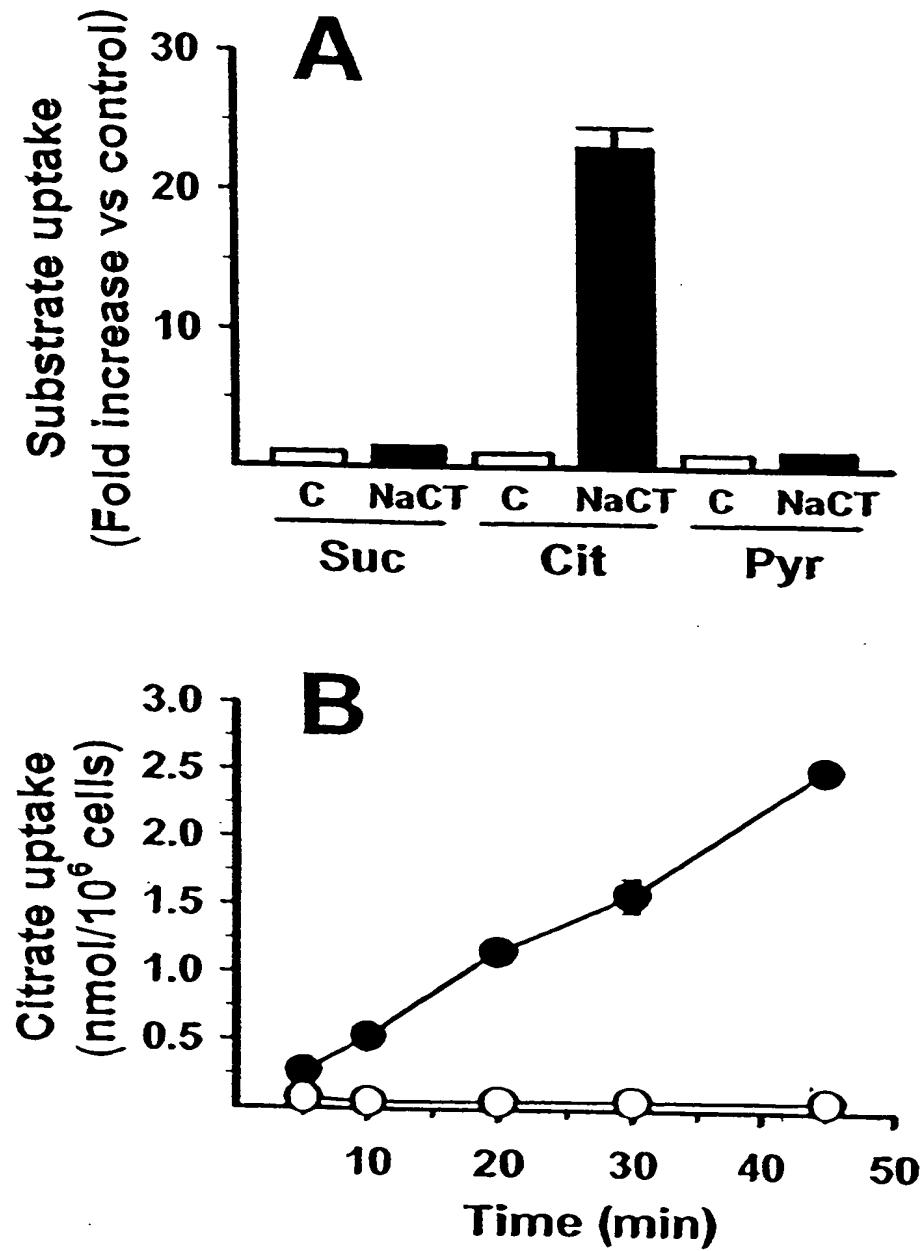 A
Substrate uptake
(Fold increase vs control)
30
20
10
C NaCT C NaCT C NaCT
Suc Cit Pyr
B
Citrate uptake
(nmol/10⁶ cells)
3.0
2.5
2.0
1.5
1.0
0.5
10 20 30 40 50
Time (min)